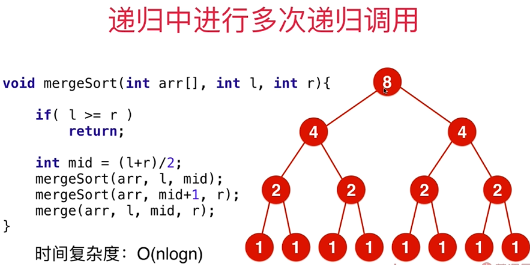 递归中进行多次递归调用
void mergeSort(int arr[], int l, int r){
if( l >= r )
return;
int mid = (l+r)/2;
mergeSort(arr, l, mid);
mergeSort(arr, mid+1, r);
merge(arr, l, mid, r);
}
时间复杂度：O(nlogn)
8
4 4
2 2 2 2
1 1 1 1 1 1 1 1